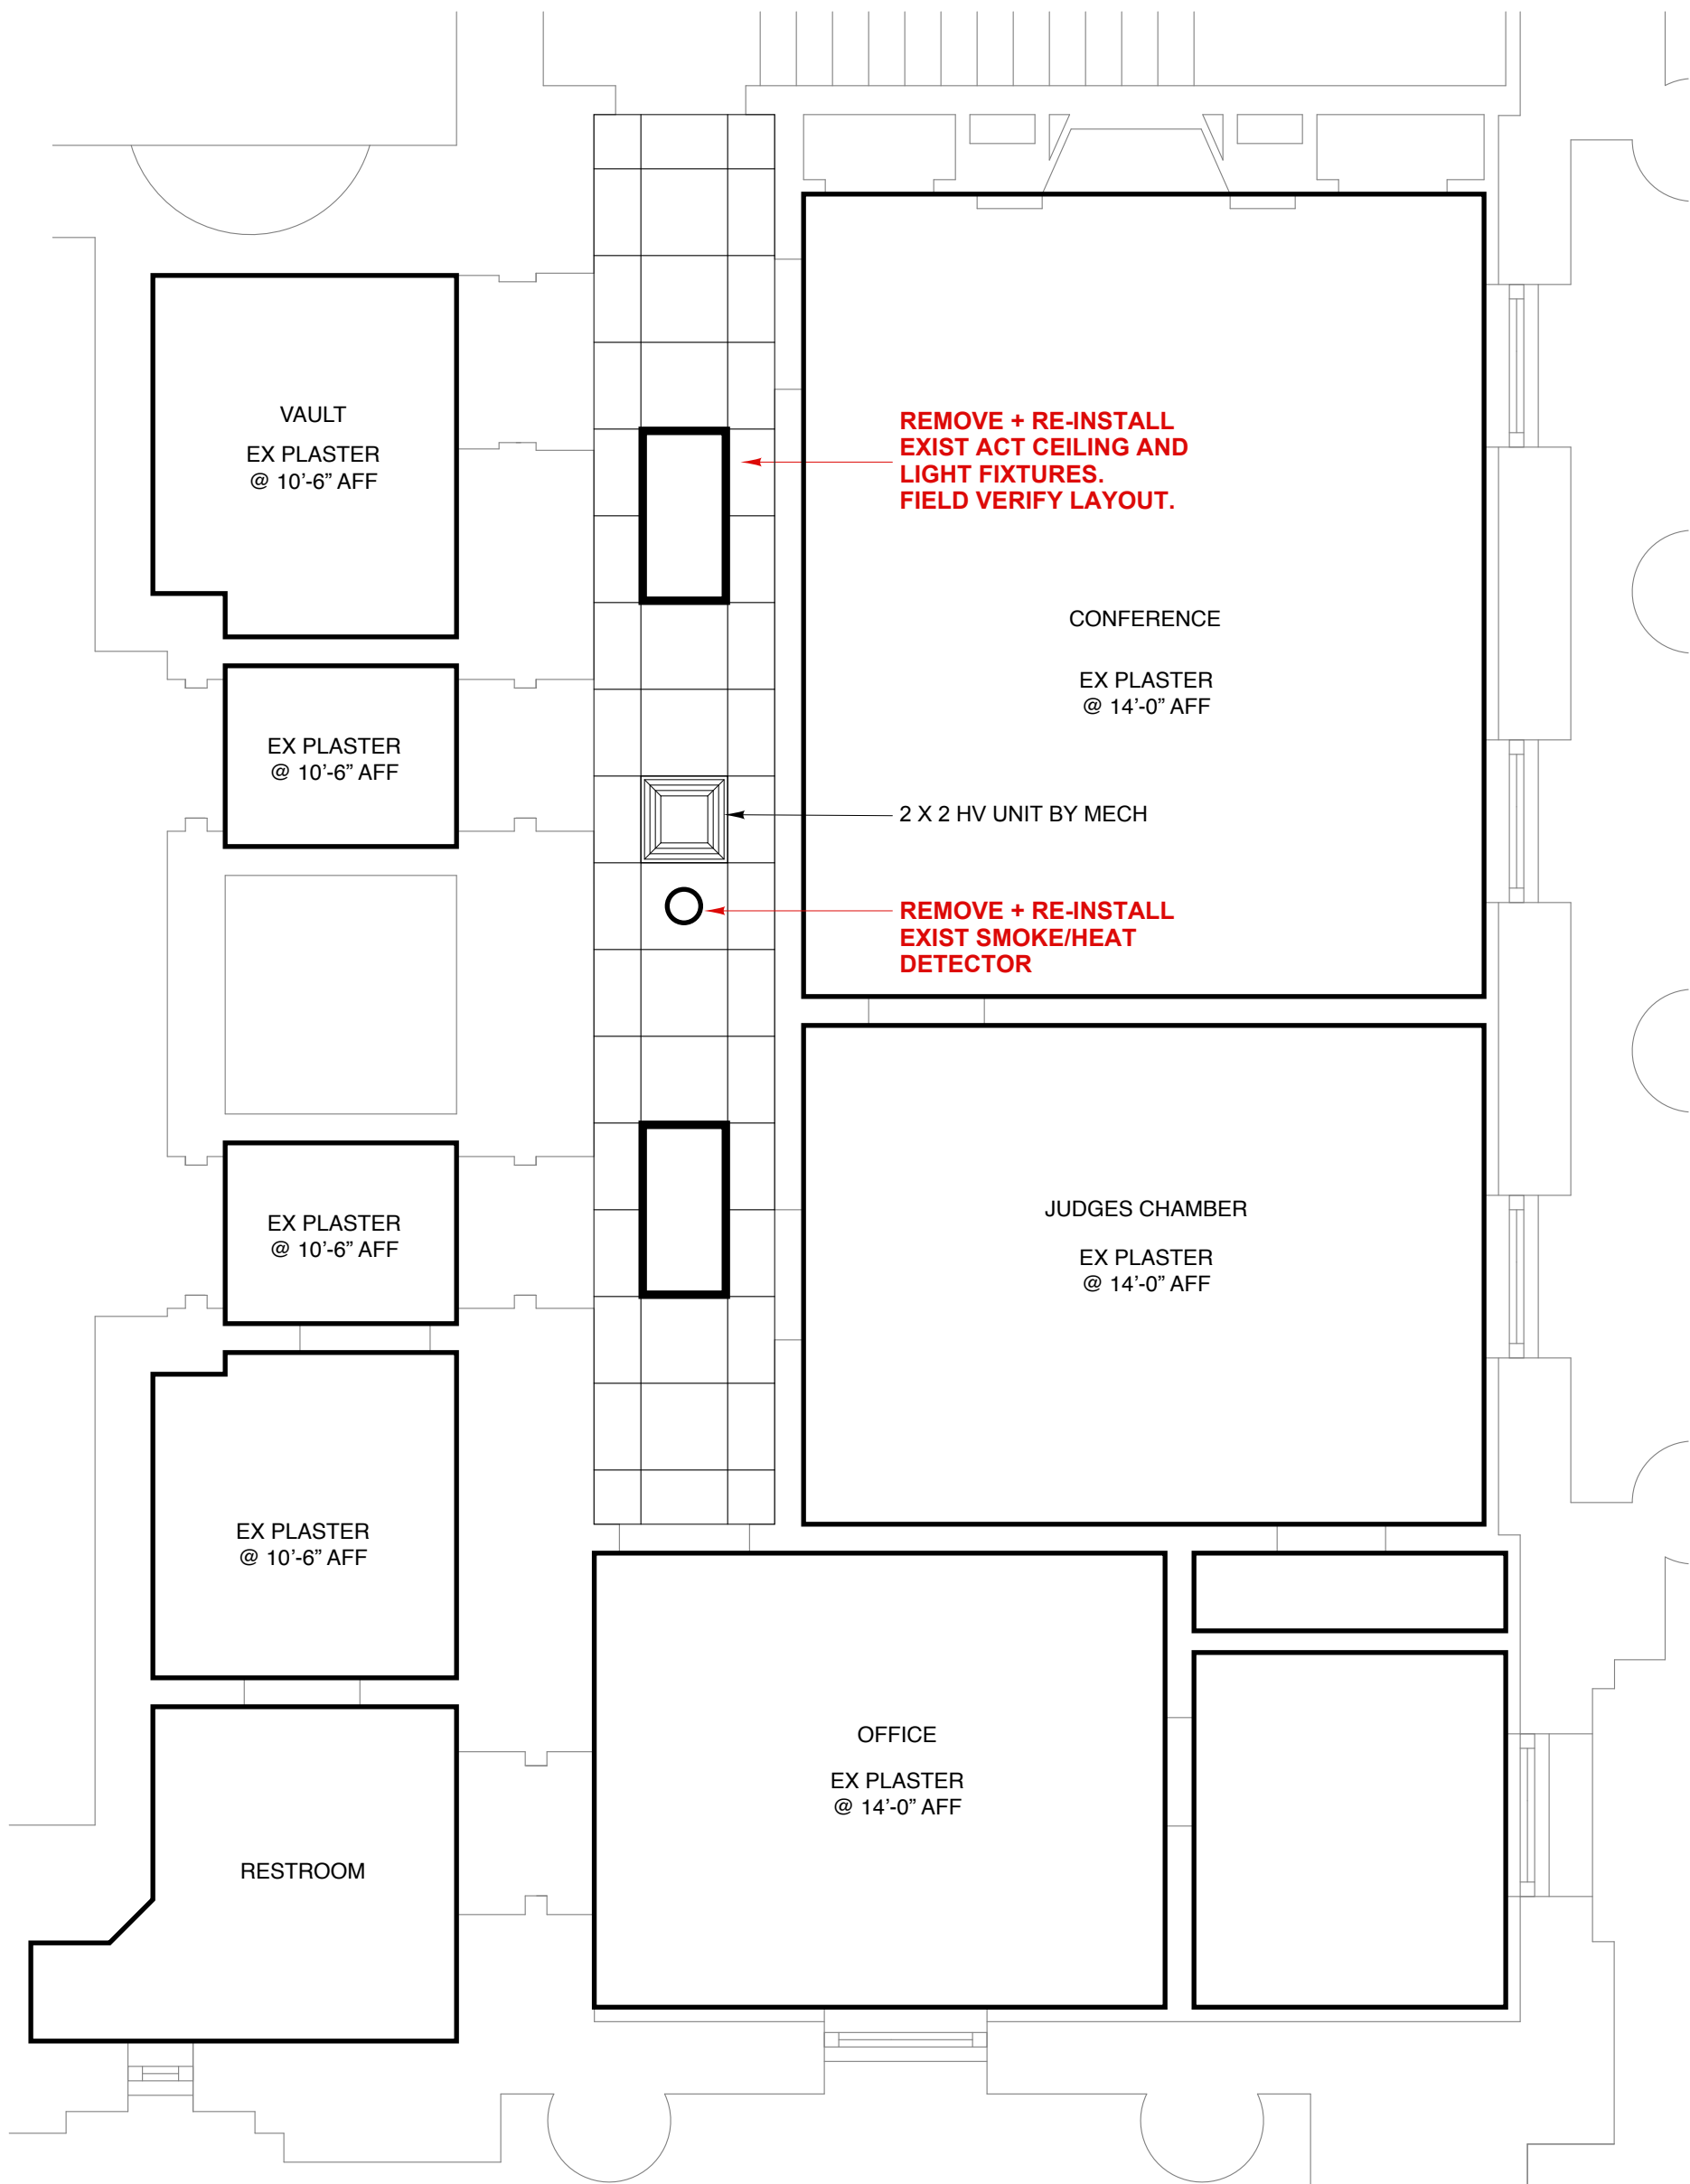 REMOVE + RE-INSTALL
EXIST ACT CEILING AND
LIGHT FIXTURES.
FIELD VERIFY LAYOUT.
VAULT
EX PLASTER
@ 10'-6” AFF
CONFERENCE
EX PLASTER
@ 14'-0” AFF
EX PLASTER
@ 10'-6” AFF
2 X 2 HV UNIT BY MECH
REMOVE + RE-INSTALL
EXIST SMOKE/HEAT
DETECTOR
JUDGES CHAMBER
EX PLASTER
@ 14'-0” AFF
EX PLASTER
@ 10'-6” AFF
EX PLASTER
@ 10'-6” AFF
OFFICE
EX PLASTER
@ 14'-0” AFF
RESTROOM